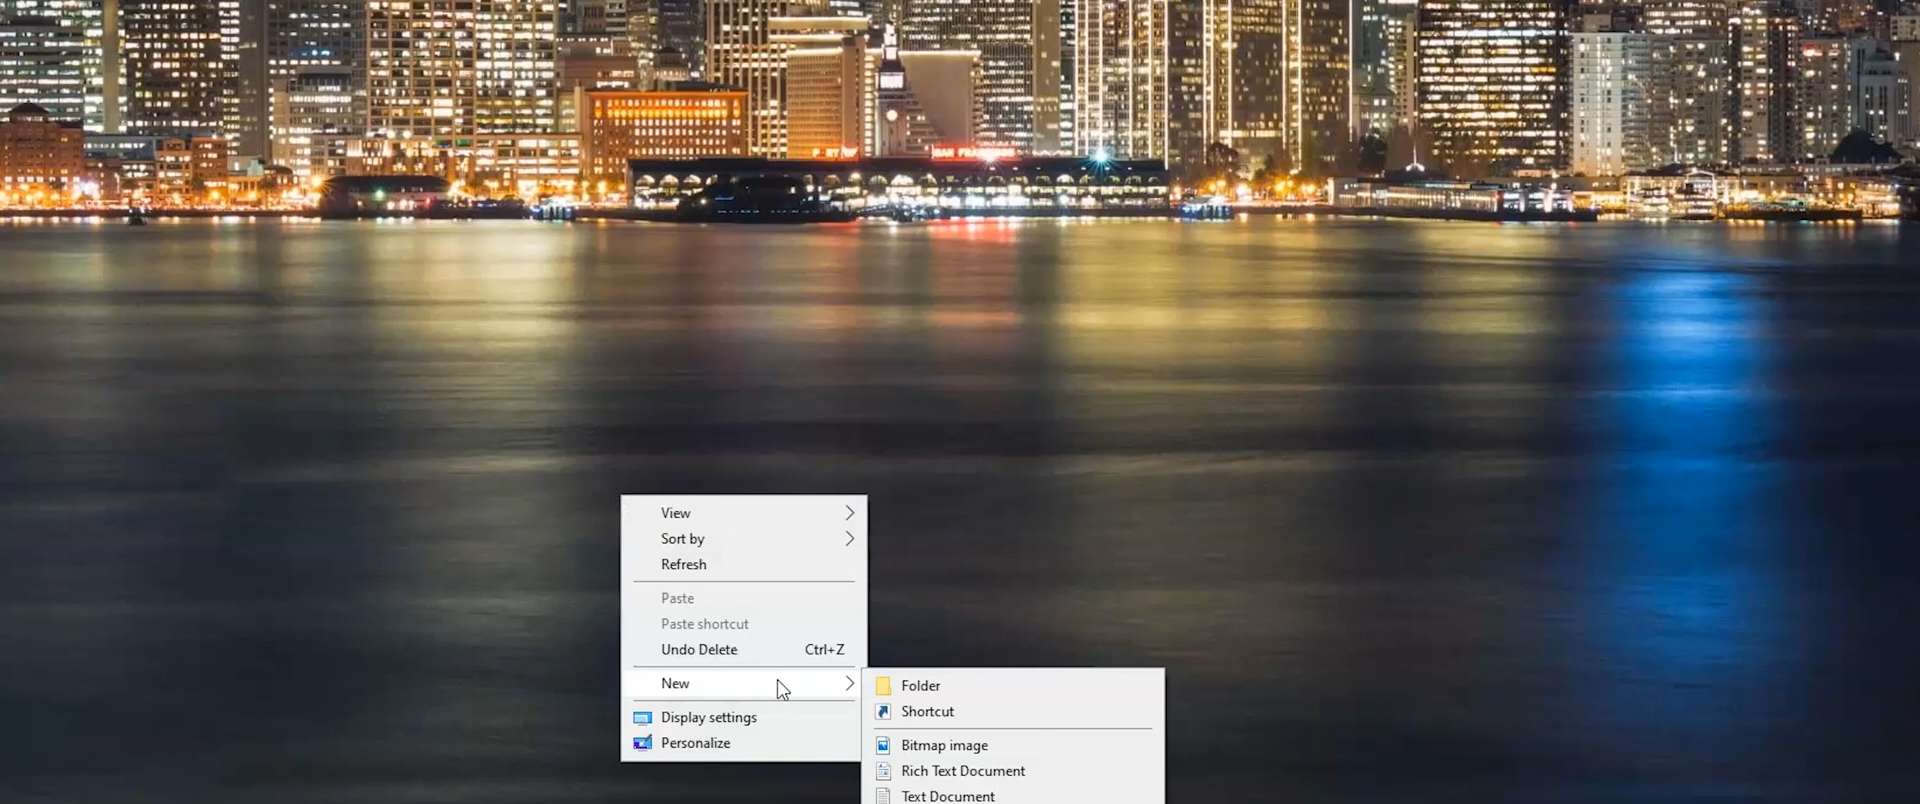 View
Sort by
Refresh
Paste
Paste shortcut
Undo Delete Ctrl+Z
New
Display settings
Personalize
Folder
Shortcut
Bitmap image
Rich Text Document
Text Document